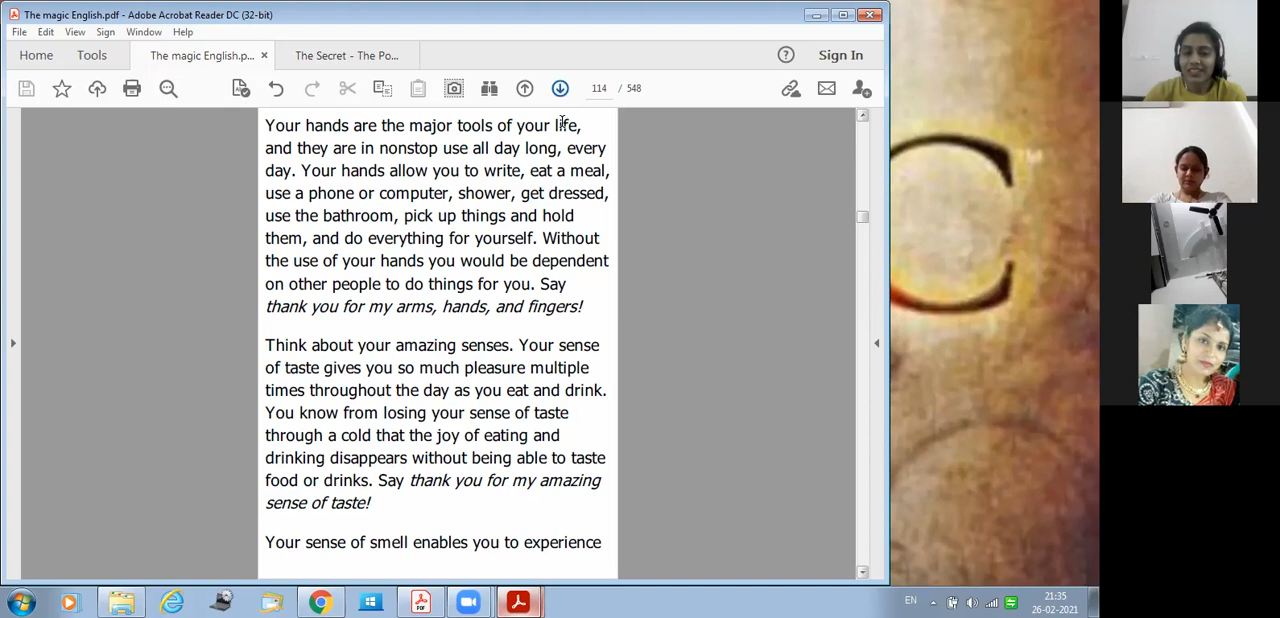 The magic English.pdf - Adobe Acrobat Reader DC (32-bit)
File Edit View Sign Window Help
Home Tools The magic English.p... × The Secret - The Po... ? Sign In
114 / 548
Your hands are the major tools of your life,
and they are in nonstop use all day long, every
day. Your hands allow you to write, eat a meal,
use a phone or computer, shower, get dressed,
use the bathroom, pick up things and hold
them, and do everything for yourself. Without
the use of your hands you would be dependent
on other people to do things for you. Say
thank you for my arms, hands, and fingers!
Think about your amazing senses. Your sense
of taste gives you so much pleasure multiple
times throughout the day as you eat and drink.
You know from losing your sense of taste
through a cold that the joy of eating and
drinking disappears without being able to taste
food or drinks. Say thank you for my amazing
sense of taste!
Your sense of smell enables you to experience
C
TM
PDF
EN
21:35
26-02-2021